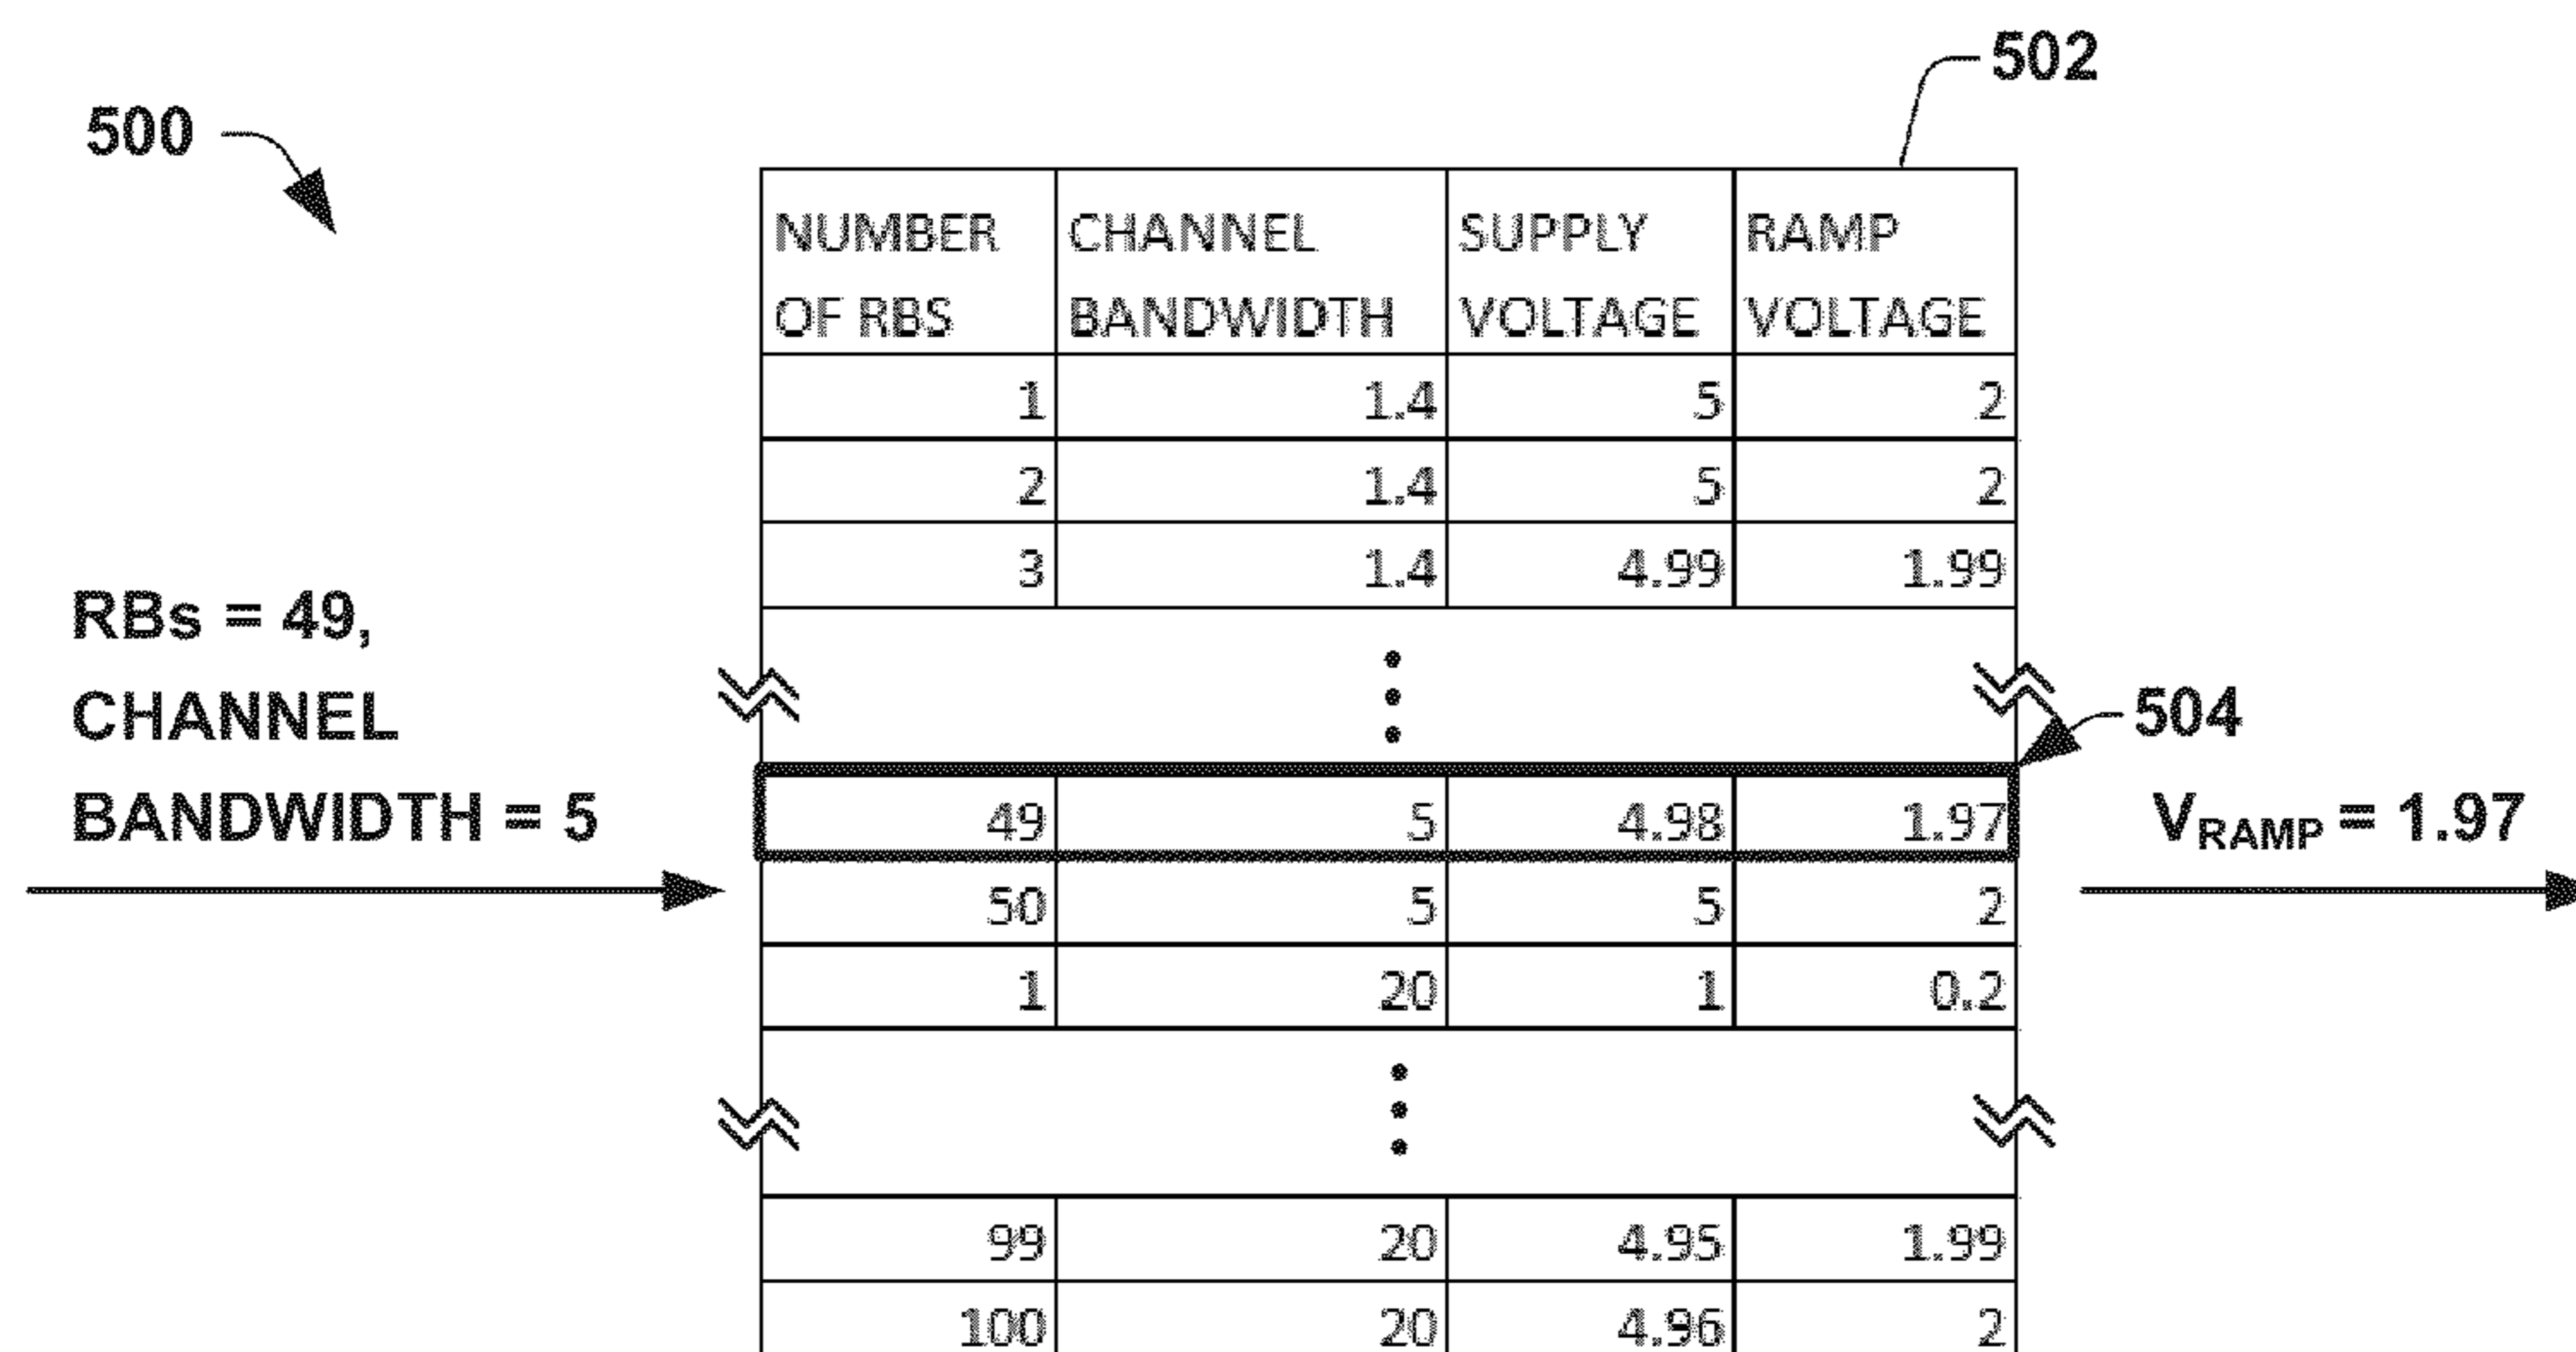 502
500
NUMBER OF RBS CHANNEL BANDWIDTH SUPPLY VOLTAGE RAMP VOLTAGE
1 1.4 5 2
2 1.4 5 2
3 1.4 4.99 1.99
RBs = 49,
CHANNEL
BANDWIDTH = 5
504
49 5 4.98 1.97
VRAMP = 1.97
50 5 5 2
1 20 1 0.2
99 20 4.95 1.99
100 20 4.96 2